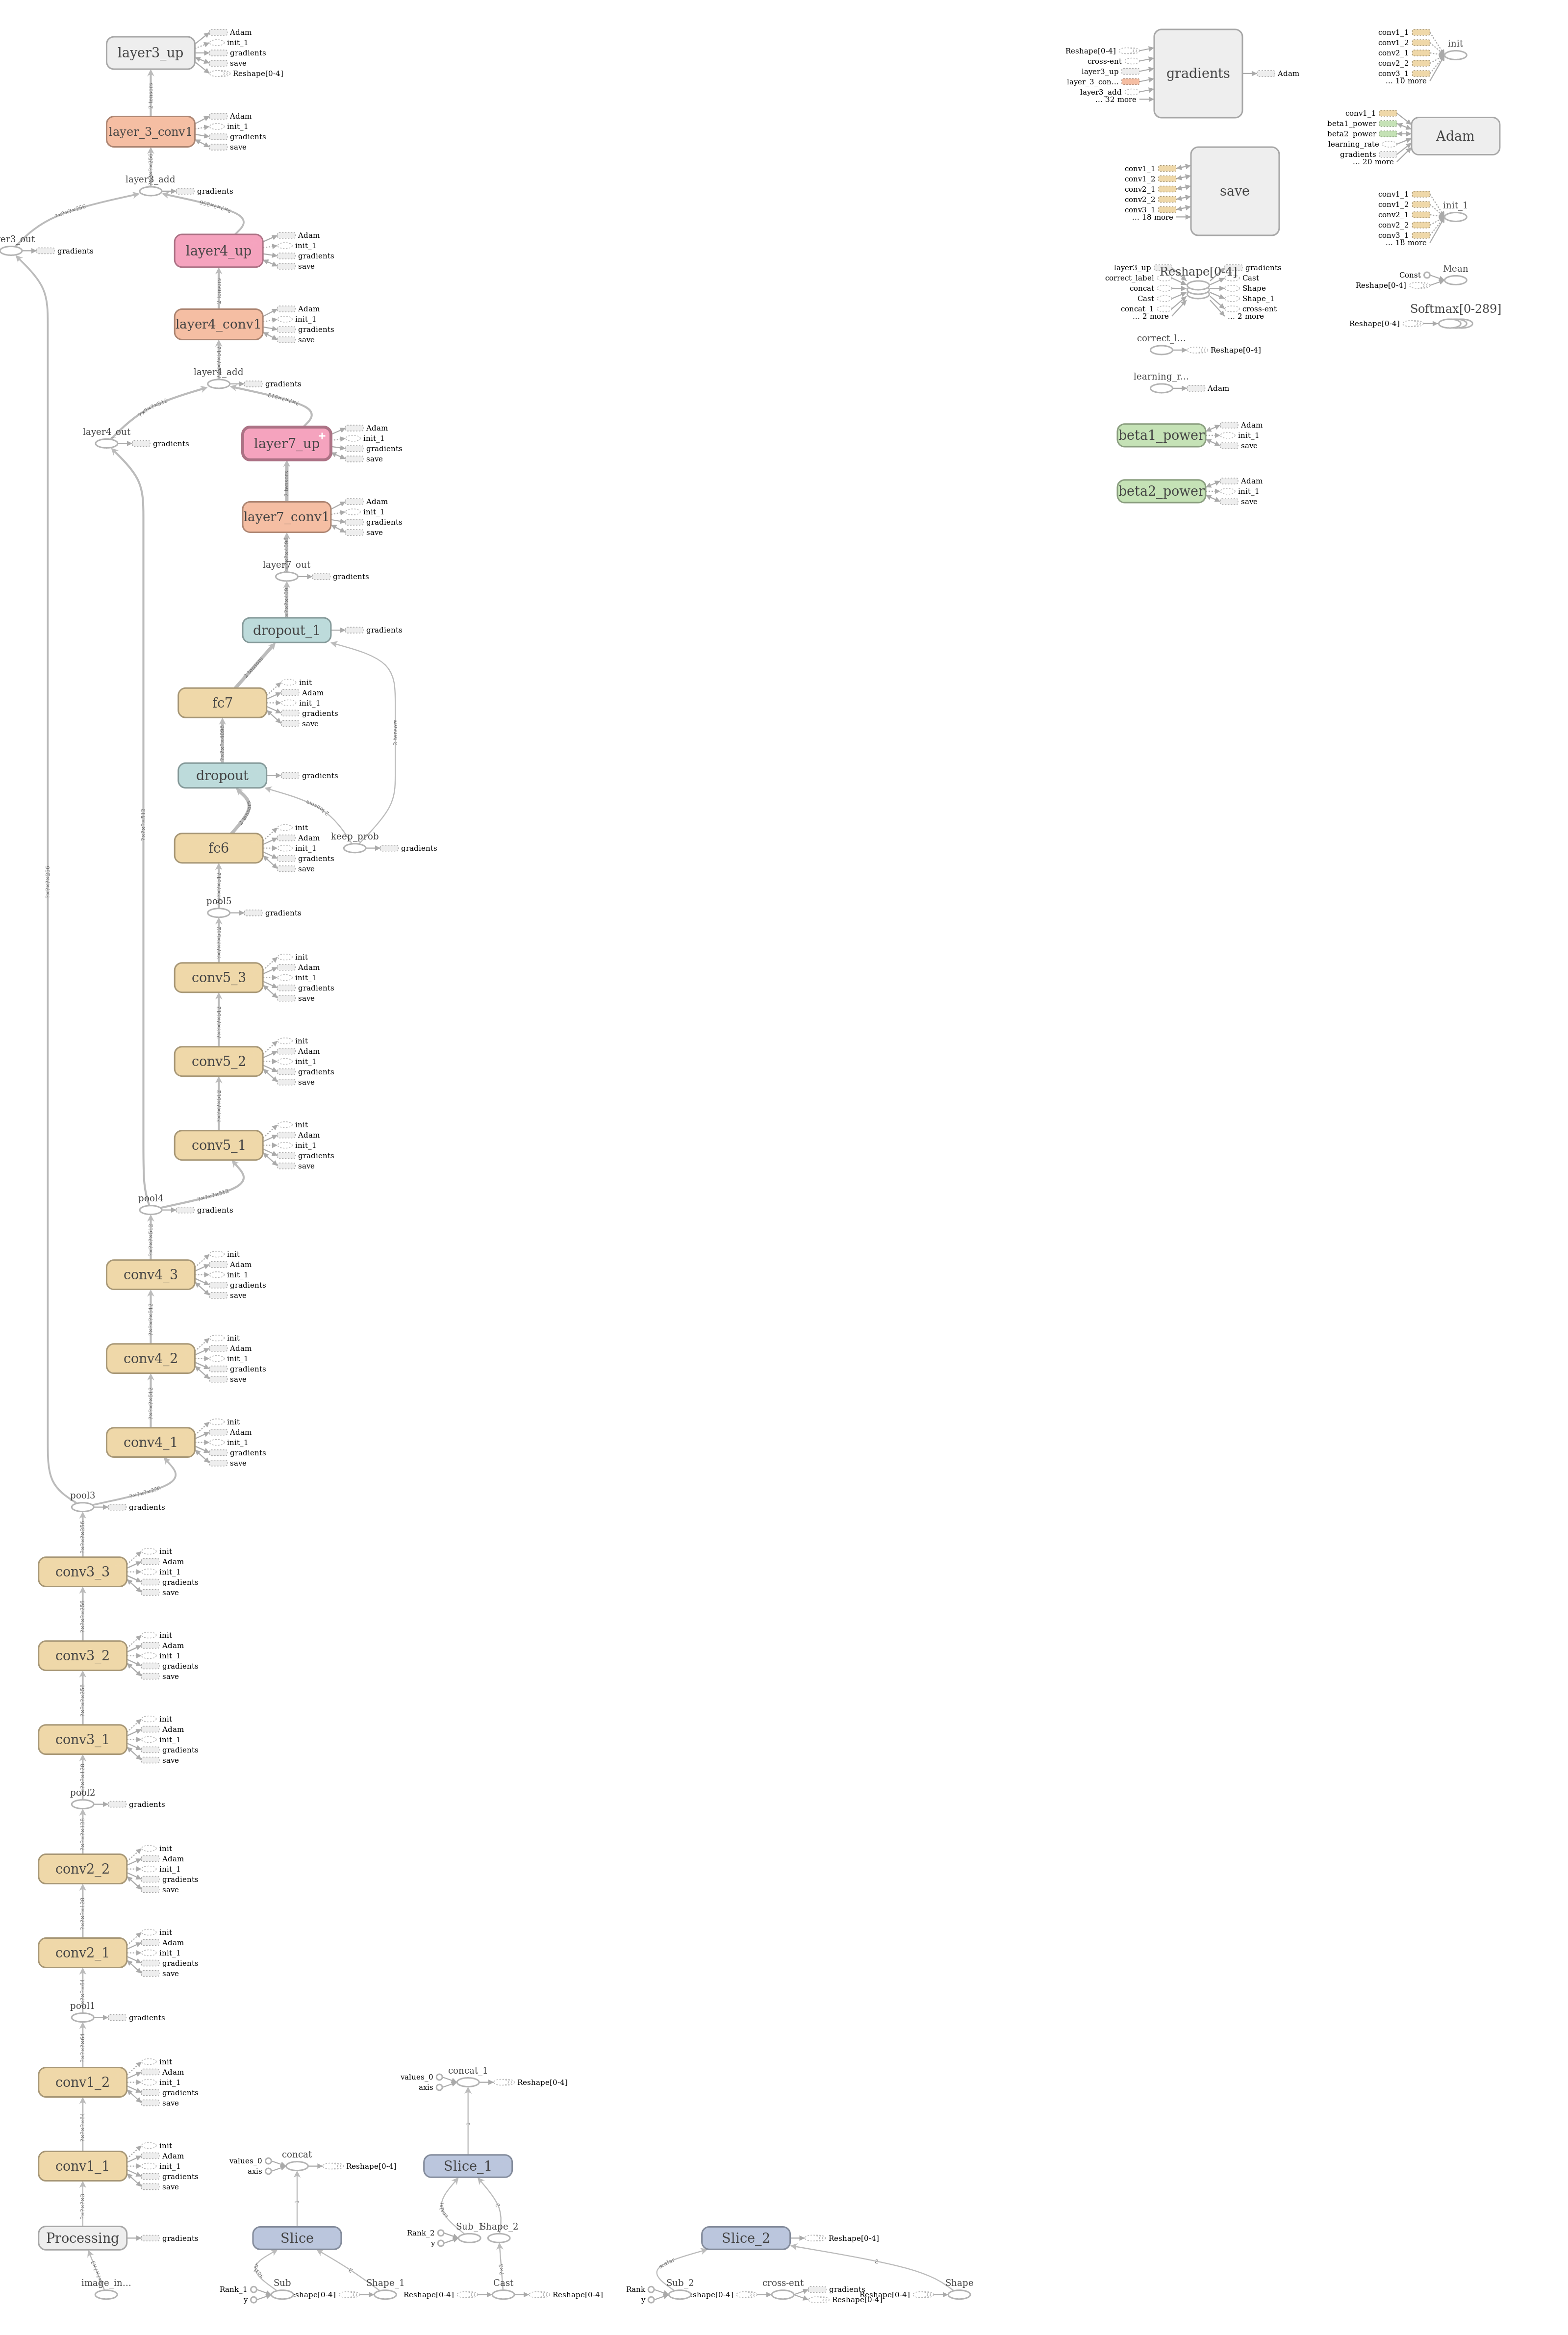 layer3_up
Adam
init_1
gradients
save
Reshape[0-4]
layer_3_conv1
Adam
init_1
gradients
save
layer3_add
gradients
er3_out
gradients
layer4_up
Adam
init_1
gradients
save
layer4_conv1
Adam
init_1
gradients
save
layer4_add
gradients
layer4_out
gradients
layer7_up
+
Adam
init_1
gradients
save
layer7_conv1
Adam
init_1
gradients
save
layer7_out
gradients
dropout_1
gradients
fc7
init
Adam
init_1
gradients
save
2 tensors
dropout
gradients
fc6
init
Adam
init_1
gradients
save
keep_prob
gradients
pool5
gradients
conv5_3
init
Adam
init_1
gradients
save
conv5_2
init
Adam
init_1
gradients
save
conv5_1
init
Adam
init_1
gradients
save
pool4
gradients
conv4_3
init
Adam
init_1
gradients
save
conv4_2
init
Adam
init_1
gradients
save
conv4_1
init
Adam
init_1
gradients
save
pool3
gradients
conv3_3
init
Adam
init_1
gradients
save
conv3_2
init
Adam
init_1
gradients
save
conv3_1
init
Adam
init_1
gradients
save
pool2
gradients
conv2_2
init
Adam
init_1
gradients
save
conv2_1
init
Adam
init_1
gradients
save
pool1
gradients
conv1_2
init
Adam
init_1
gradients
save
conv1_1
init
Adam
init_1
gradients
save
Processing
gradients
image_in...
concat
values_0
axis
Reshape[0-4]
Slice
Sub
Rank_1
y
Shape_1
eshape[0-4]
concat_1
values_0
axis
Reshape[0-4]
Slice_1
Sub_1
Shape_2
Rank_2
y
Cast
Reshape[0-4]
Reshape[0-4]
Slice_2
Reshape[0-4]
Sub_2
Rank
y
cross-ent
eshape[0-4]
gradients
Reshape[0-4]
Shape
Reshape[0-4]
gradients
Reshape[0-4]
cross-ent
layer3_up
layer_3_con...
layer3_add
... 32 more
Adam
save
conv1_1
conv1_2
conv2_1
conv2_2
conv3_1
... 18 more
Reshape[0-4]
layer3_up
correct_label
concat
Cast
concat_1
... 2 more
gradients
Cast
Shape
Shape_1
cross-ent
... 2 more
correct_l...
Reshape[0-4]
learning_r...
Adam
beta1_power
Adam
init_1
save
beta2_power
Adam
init_1
save
init
conv1_1
conv1_2
conv2_1
conv2_2
conv3_1
... 10 more
Adam
conv1_1
beta1_power
beta2_power
learning_rate
gradients
... 20 more
init_1
conv1_1
conv1_2
conv2_1
conv2_2
conv3_1
... 18 more
Mean
Const
Reshape[0-4]
Softmax[0-289]
Reshape[0-4]